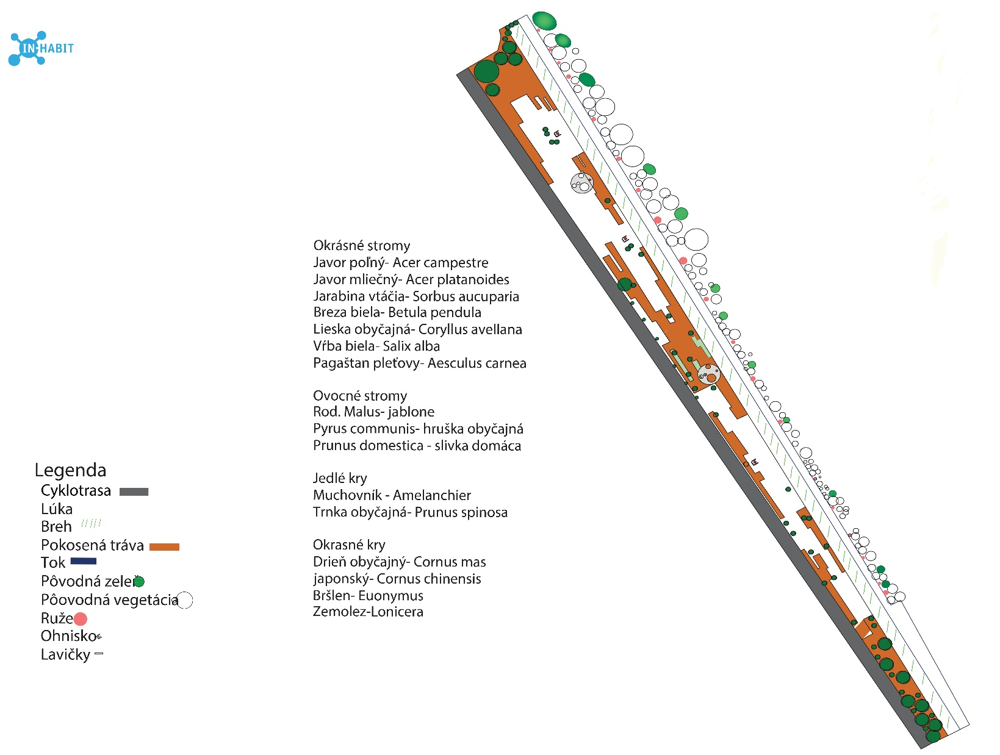 IN-HABIT
Okrásné stromy
Javor poľný- Acer campestre
Javor mliečný- Acer platanoides
Jarabina vtáčia- Sorbus aucuparia
Breza biela- Betula pendula
Lieska obyčajná- Coryllus avellana
Vŕba biela- Salix alba
Pagaštan pleťovy- Aesculus carnea
Ovocné stromy
Rod. Malus- jablone
Pyrus communis- hruška obyčajná
Prunus domestica - slivka domáca
Jedlé kry
Muchovník - Amelanchier
Trnka obyčajná- Prunus spinosa
Okrasné kry
Drieň obyčajný- Cornus mas
japonský- Cornus chinensis
Bršlen- Euonymus
Zemolez-Lonicera
Legenda
Cyklotrasa
Lúka
Breh
Pokosená tráva
Tok
Pôvodná zeleň
Pôovodná vegetácia
Ruže
Ohnisko
Lavičky